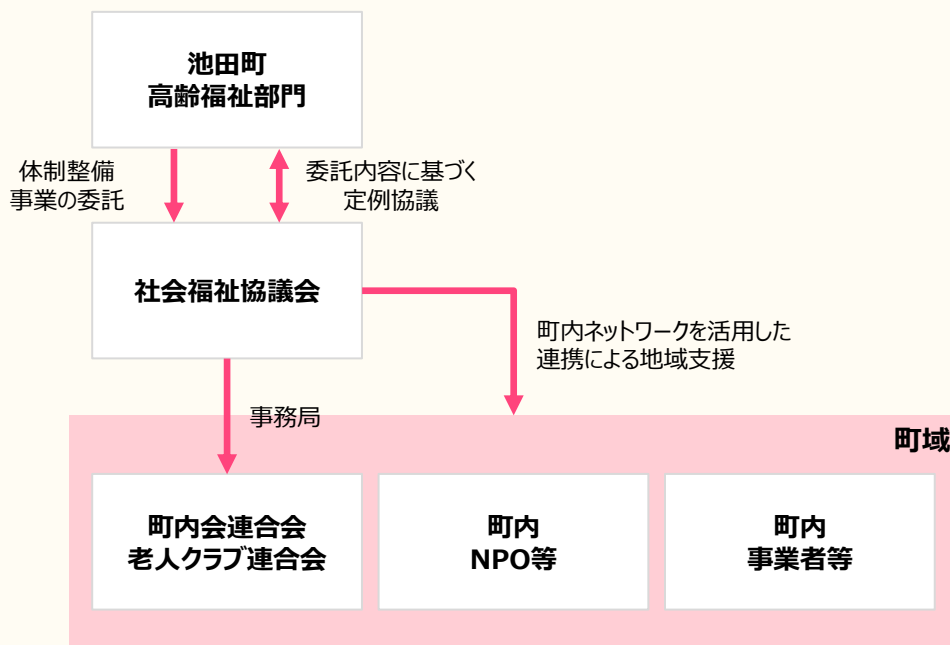 池田町
高齢福祉部門
体制整備
事業の委託
委託内容に基づく
定例協議
社会福祉協議会
町内ネットワークを活用した
連携による地域支援
事務局
町域
町内会連合会
老人クラブ連合会
町内
NPO等
町内
事業者等